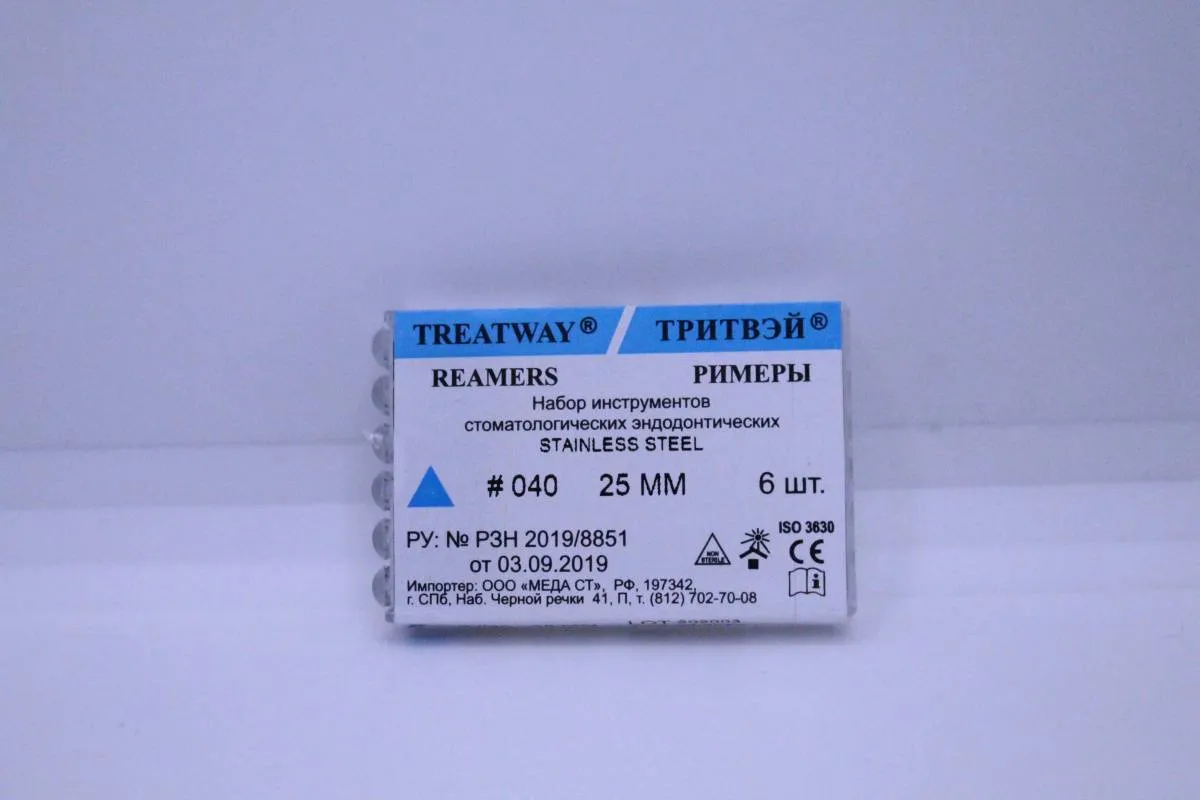 TREATWAY® ТРИТВЭЙ®
REAMERS РИМЕРЫ
Набор инструментов
стоматологических эндодонтических
STAINLESS STEEL
# 040 25 MM 6 шт.
РУ: № РЗН 2019/8851
от 03.09.2019
NON STERILE
ISO 3630
CE
i
Импортер: ООО «МЕДА СТ», РФ, 197342,
г. СПб, Наб. Черной речки 41, П, т. (812) 702-70-08
LOT